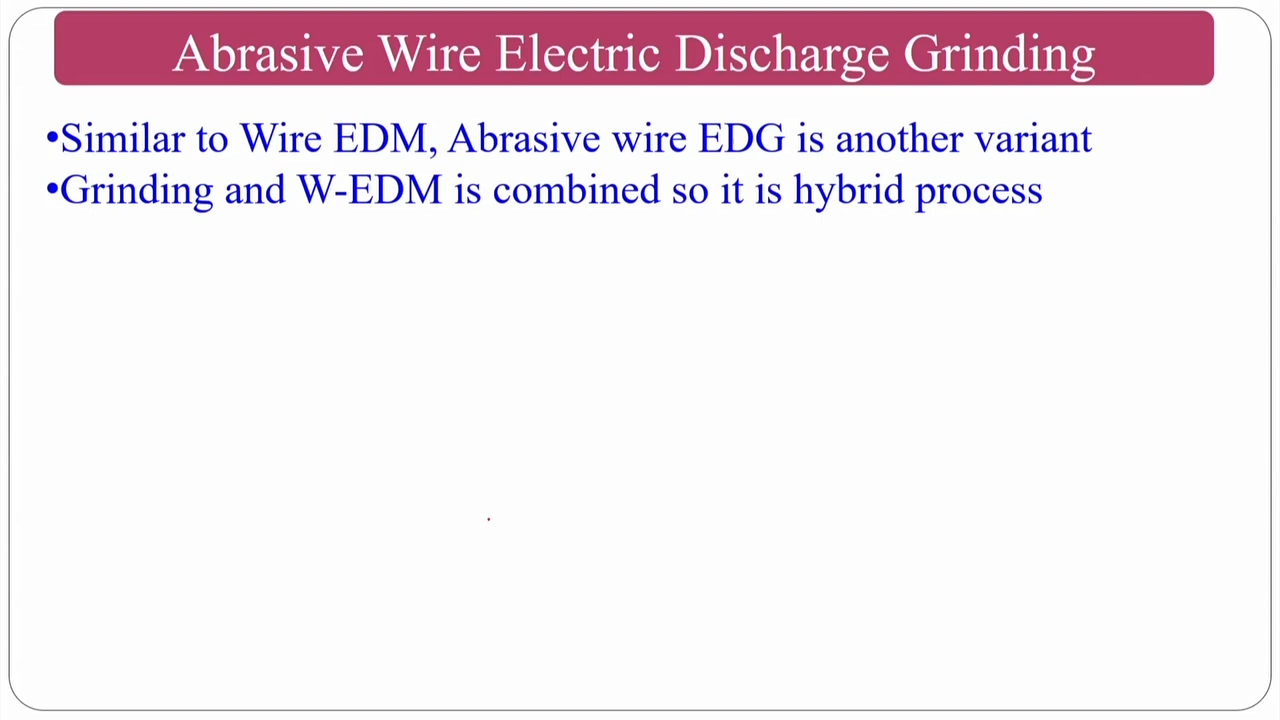 Abrasive Wire Electric Discharge Grinding
•Similar to Wire EDM, Abrasive wire EDG is another variant
•Grinding and W-EDM is combined so it is hybrid process